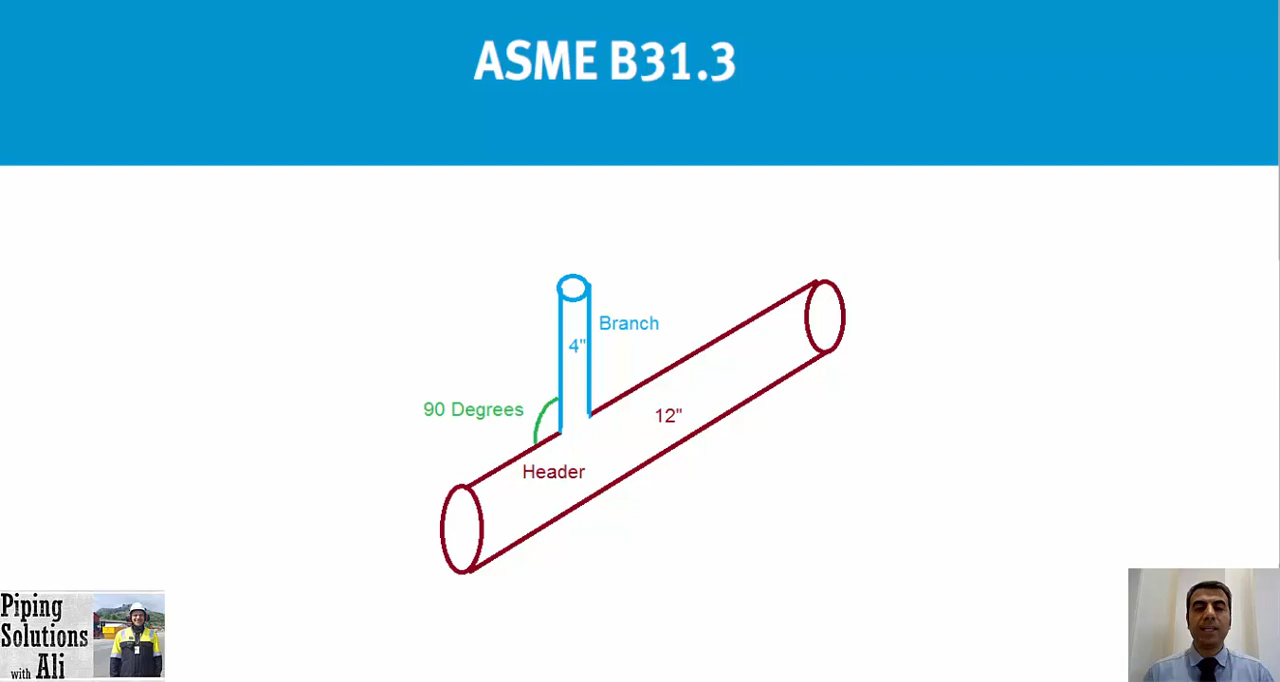 ASME B31.3
Branch
4"
90 Degrees
12"
Header
Piping
Solutions
with Ali